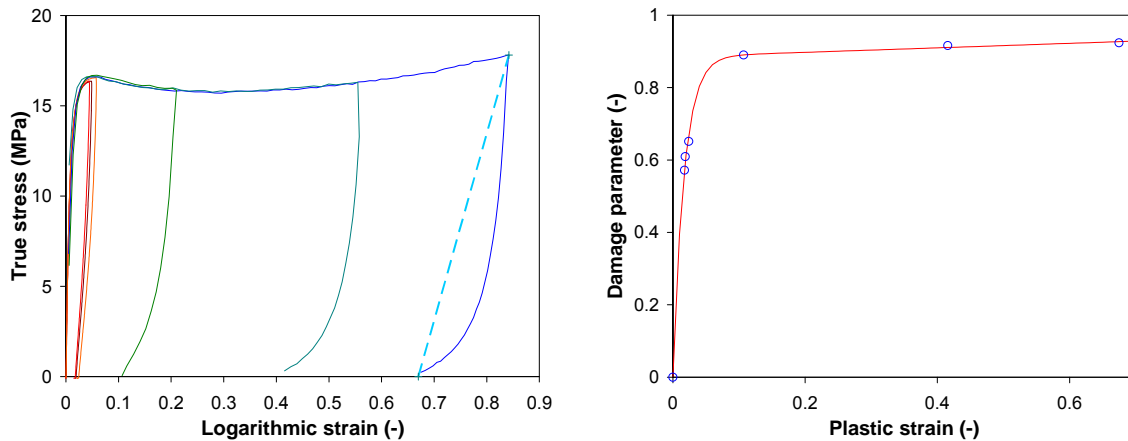 20
15
10
5
0
0 0.1 0.2 0.3 0.4 0.5 0.6 0.7 0.8 0.9
True stress (MPa)
Logarithmic strain (-)
1
0.8
0.6
0.4
0.2
0
0 0.2 0.4 0.6
Damage parameter (-)
Plastic strain (-)